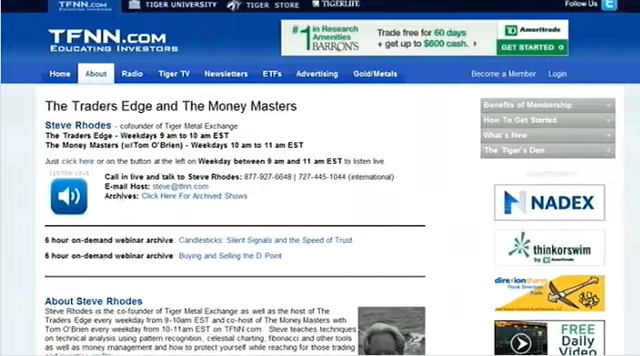 TFNN.COM TIGER UNIVERSITY TIGER STORE TIGERLIFE Follow Us
TFNN.COM
EDUCATING INVESTORS
#1 in Research Amenities BARRON'S
Trade free for 60 days + get up to $600 cash.
TD Ameritrade
GET STARTED
Home About Radio Tiger TV Newsletters ETFs Advertising Gold/Metals Become a Member Login
The Traders Edge and The Money Masters
Steve Rhodes - cofounder of Tiger Metal Exchange
The Traders Edge - Weekdays 9 am to 10 am EST
The Money Masters (w/Tom O'Brien) - Weekdays 10 am to 11 am EST
Just click here or on the button at the left on Weekday between 9 am and 11 am EST to listen live
LISTEN LIVE
Call in live and talk to Steve Rhodes: 877-927-6648 | 727-445-1044 (international)
E-mail Host: steve@tfnn.com
Archives: Click Here For Archived Shows
6 hour on-demand webinar archive: Candlesticks: Silent Signals and the Speed of Trust
6 hour on-demand webinar archive: Buying and Selling the D Point
About Steve Rhodes
Steve Rhodes is the co-founder of Tiger Metal Exchange as well as the host of The
Traders Edge every weekday from 9-10am EST and co-host of The Money Masters with
Tom O'Brien every weekday from 10-11am EST on TFNN.com. Steve teaches techniques
on technical analysis using pattern recognition, celestial charting, fibonacci and other tools
as well as money management and how to protect yourself while reaching for those trading
Benefits of Membership
How To Get Started
What's New
The Tiger's Den
NADEX
thinkorswim
by TD Ameritrade
direxionshares
FREE
Daily
Video